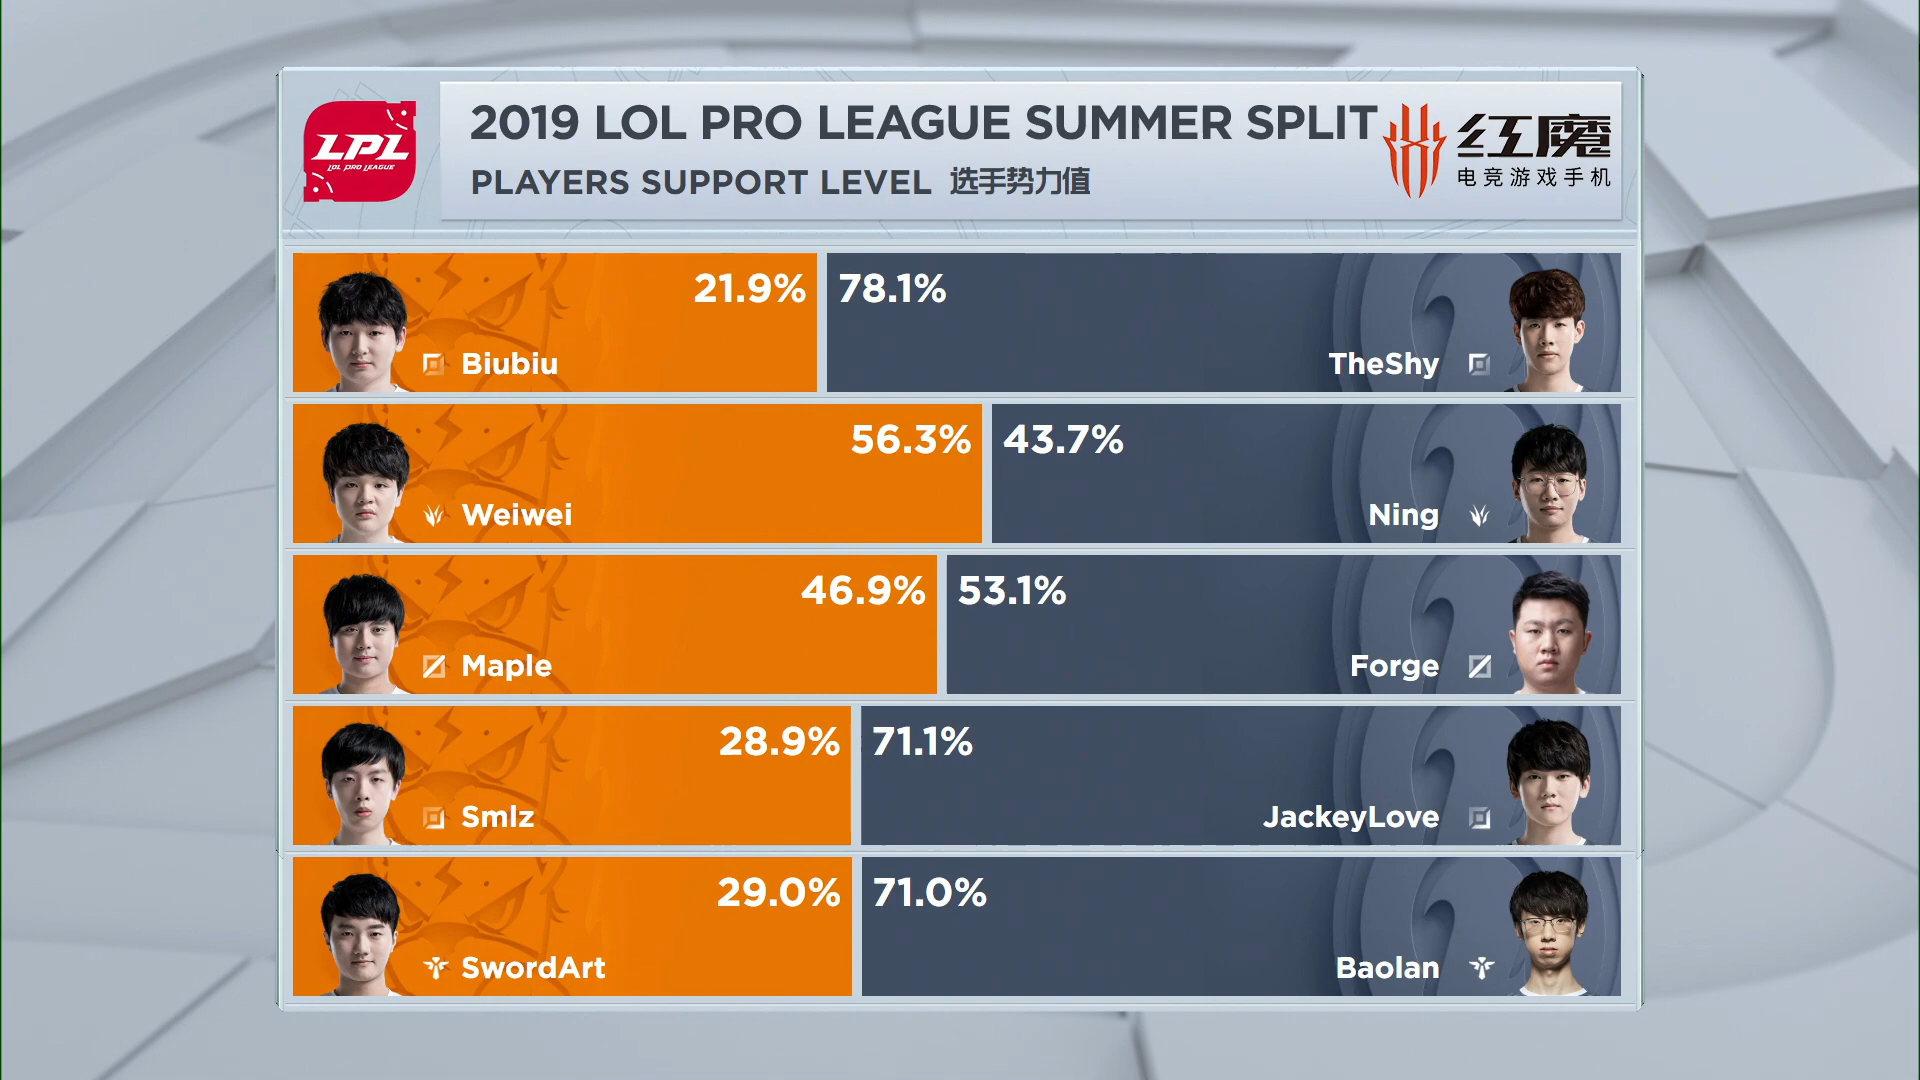 LPL
LOL PRO LEAGUE
2019 LOL PRO LEAGUE SUMMER SPLIT
PLAYERS SUPPORT LEVEL 选手势力值
红魔
电竞游戏手机
21.9% 78.1%
Biubiu TheShy
56.3% 43.7%
Weiwei Ning
46.9% 53.1%
Maple Forge
28.9% 71.1%
Smlz JackeyLove
29.0% 71.0%
SwordArt Baolan